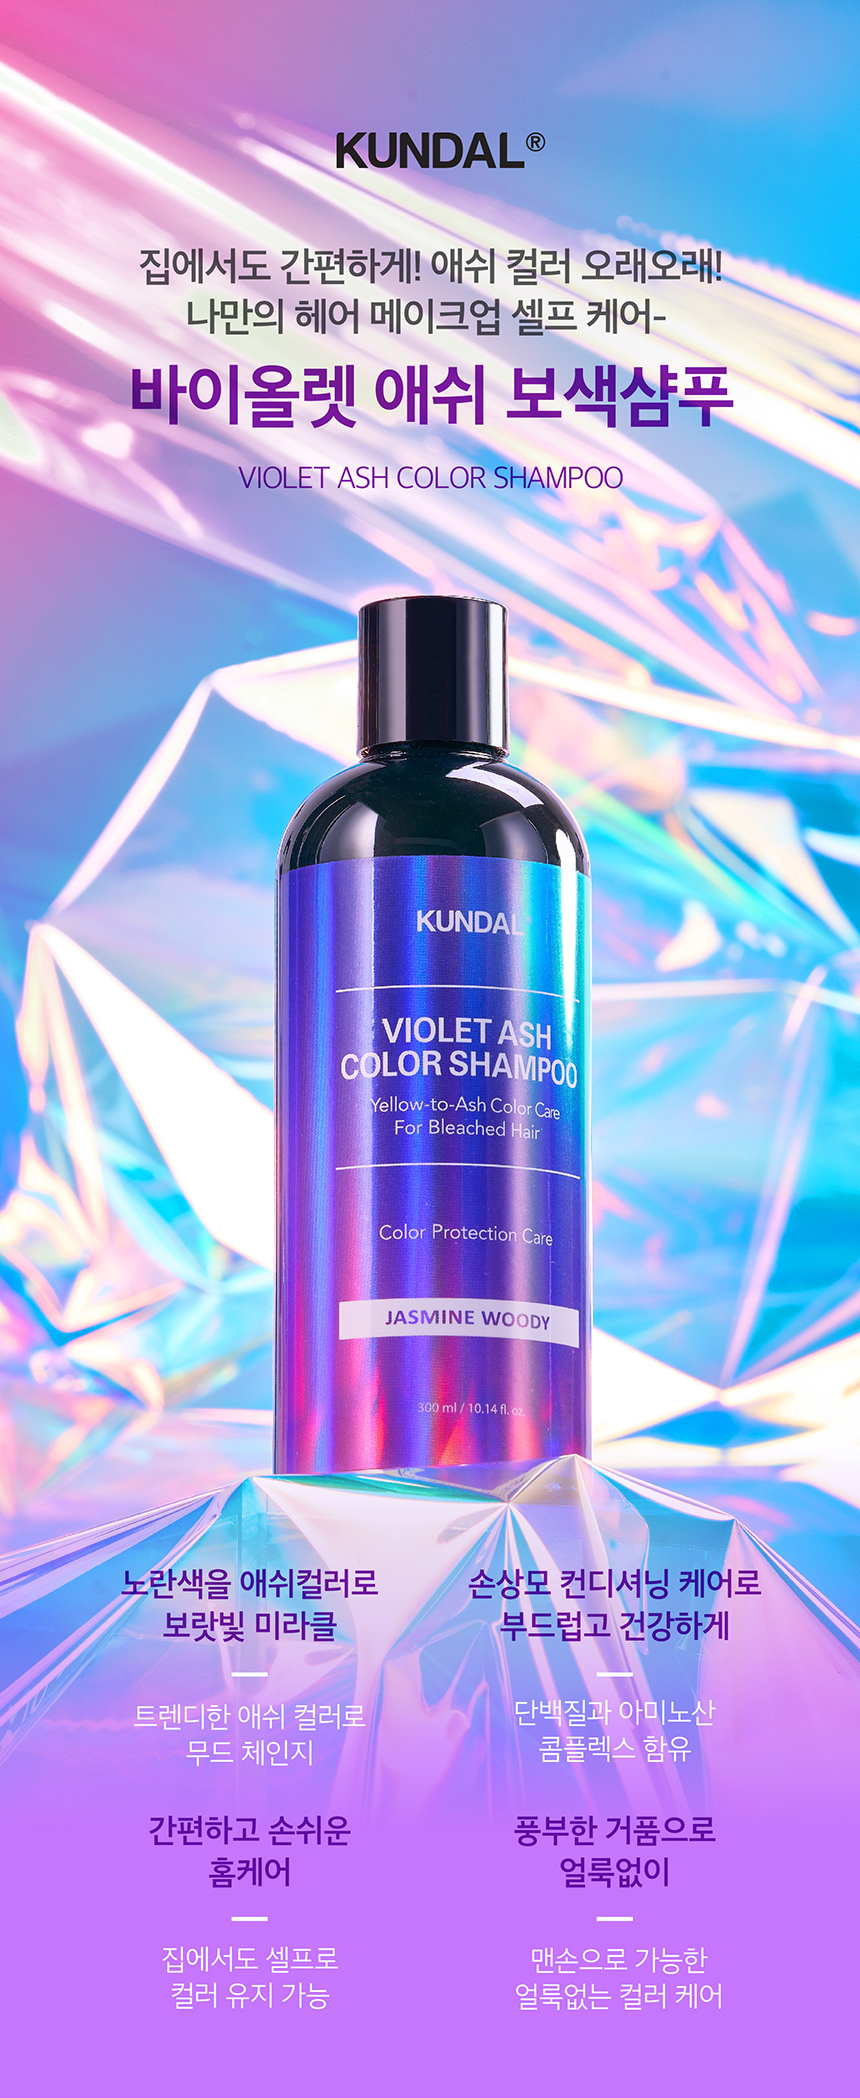 KUNDAL®
집에서도 간편하게! 애쉬 컬러 오래오래!
나만의 헤어 메이크업 셀프 케어-
바이올렛 애쉬 보색샴푸
VIOLET ASH COLOR SHAMPOO
KUNDAL
VIOLET ASH
COLOR SHAMPOO
Yellow-to-Ash Color Care
For Bleached Hair
Color Protection Care
JASMINE WOODY
300 ml / 10.14 fl. oz.
노란색을 애쉬컬러로
보랏빛 미라클
트렌디한 애쉬 컬러로
무드 체인지
손상모 컨디셔닝 케어로
부드럽고 건강하게
단백질과 아미노산
콤플렉스 함유
간편하고 손쉬운
홈케어
집에서도 셀프로
컬러 유지 가능
풍부한 거품으로
얼룩없이
맨손으로 가능한
얼룩없는 컬러 케어